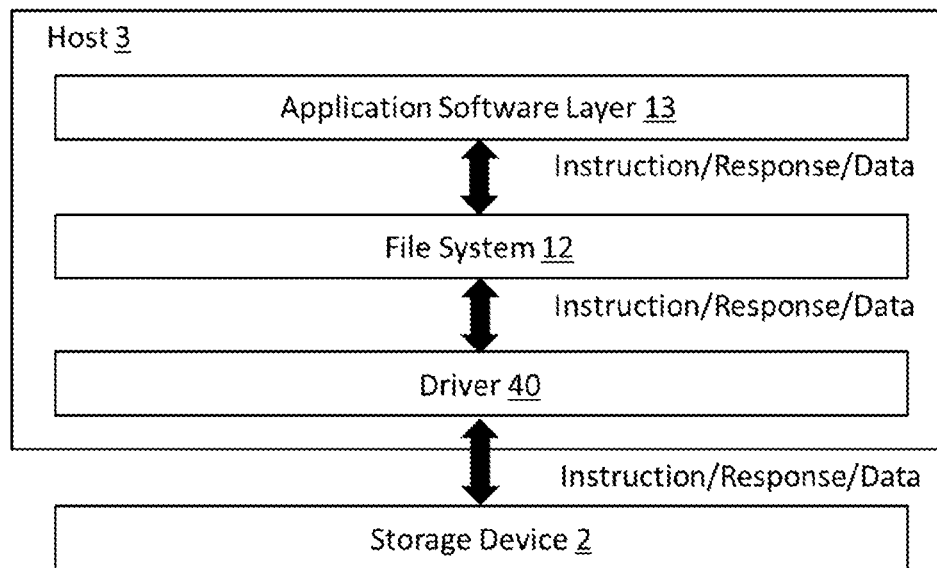 Host 3
Application Software Layer 13
Instruction/Response/Data
File System 12
Instruction/Response/Data
Driver 40
Instruction/Response/Data
Storage Device 2